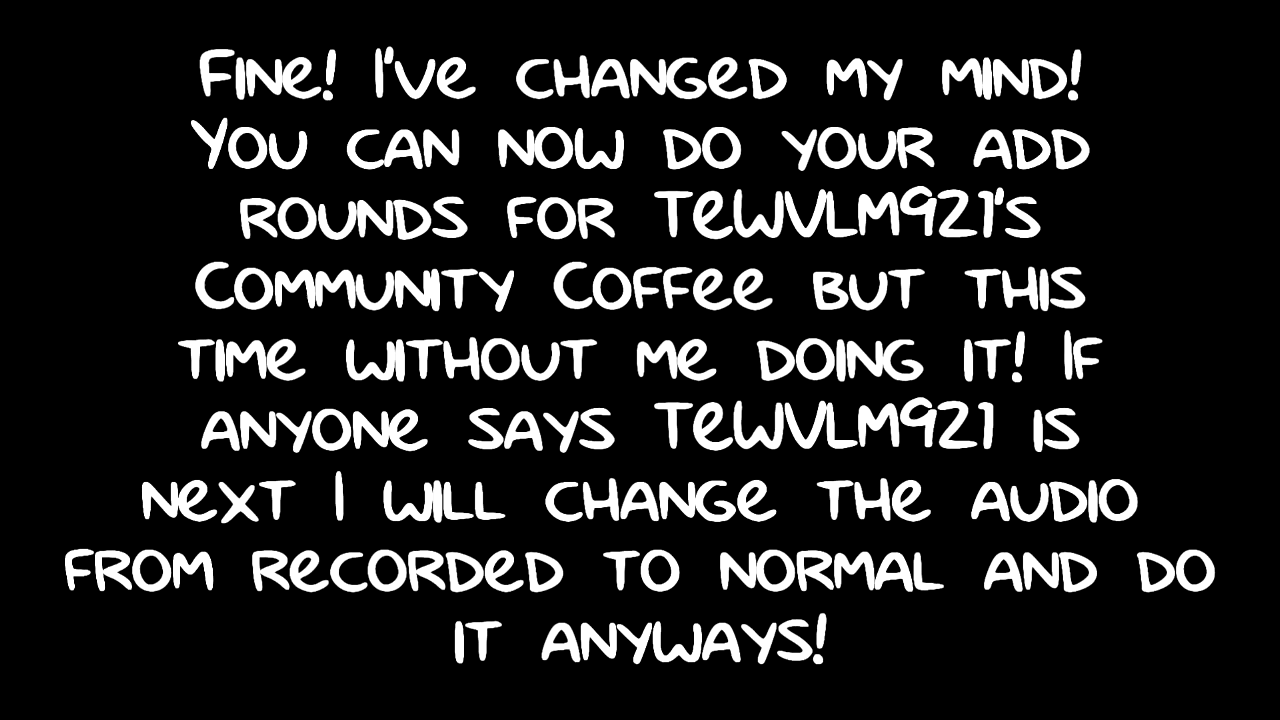 Fine! I've changed my mind!
You can now do your add
rounds for TewVLM921's
Community Coffee but this
time without me doing it! If
anyone says TewVLM921 is
next I will change the audio
from recorded to normal and do
it anyways!